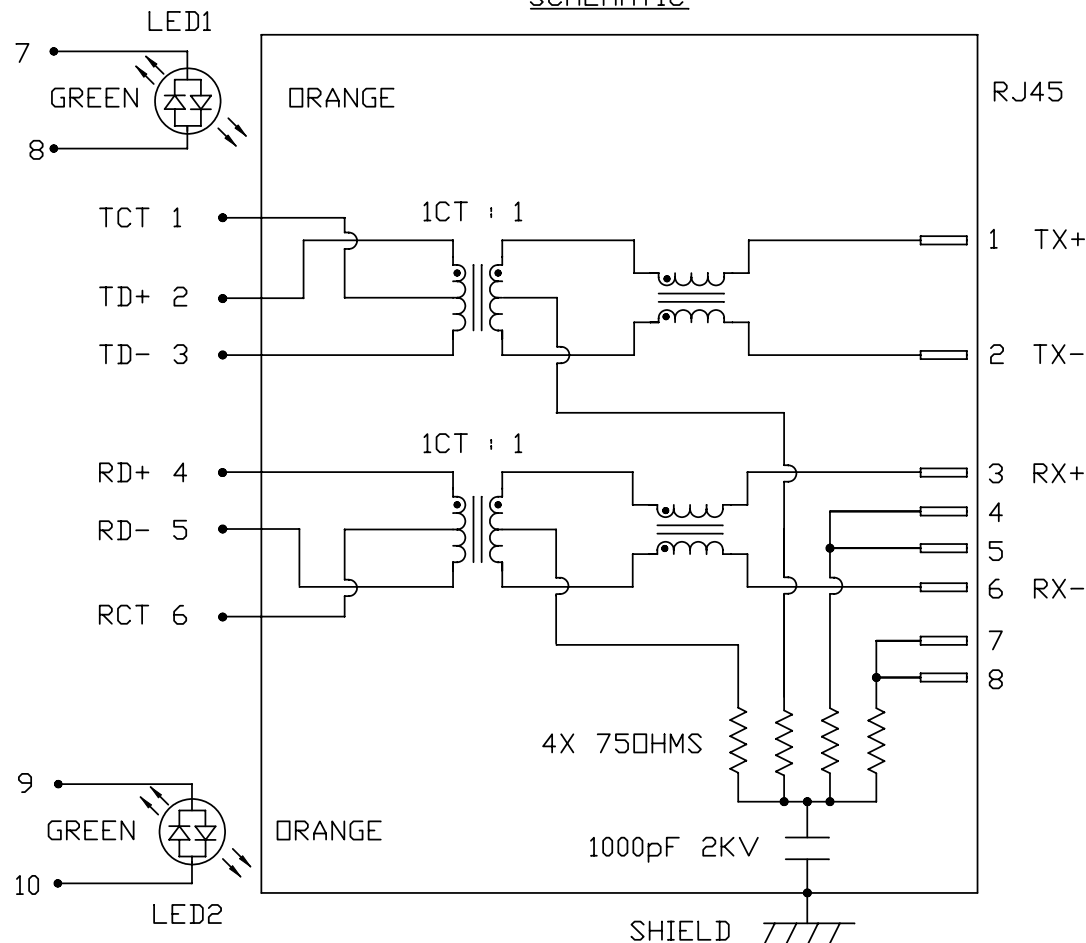 SCHEMATIC
LED1
7
GREEN
ORANGE
RJ45
8
TCT 1
1CT : 1
1 TX+
TD+ 2
TD- 3
2 TX-
1CT : 1
RD+ 4
3 RX+
4
RD- 5
5
6 RX-
RCT 6
7
8
4X 75OHMS
9
GREEN
ORANGE
1000pF 2KV
10
LED2
SHIELD